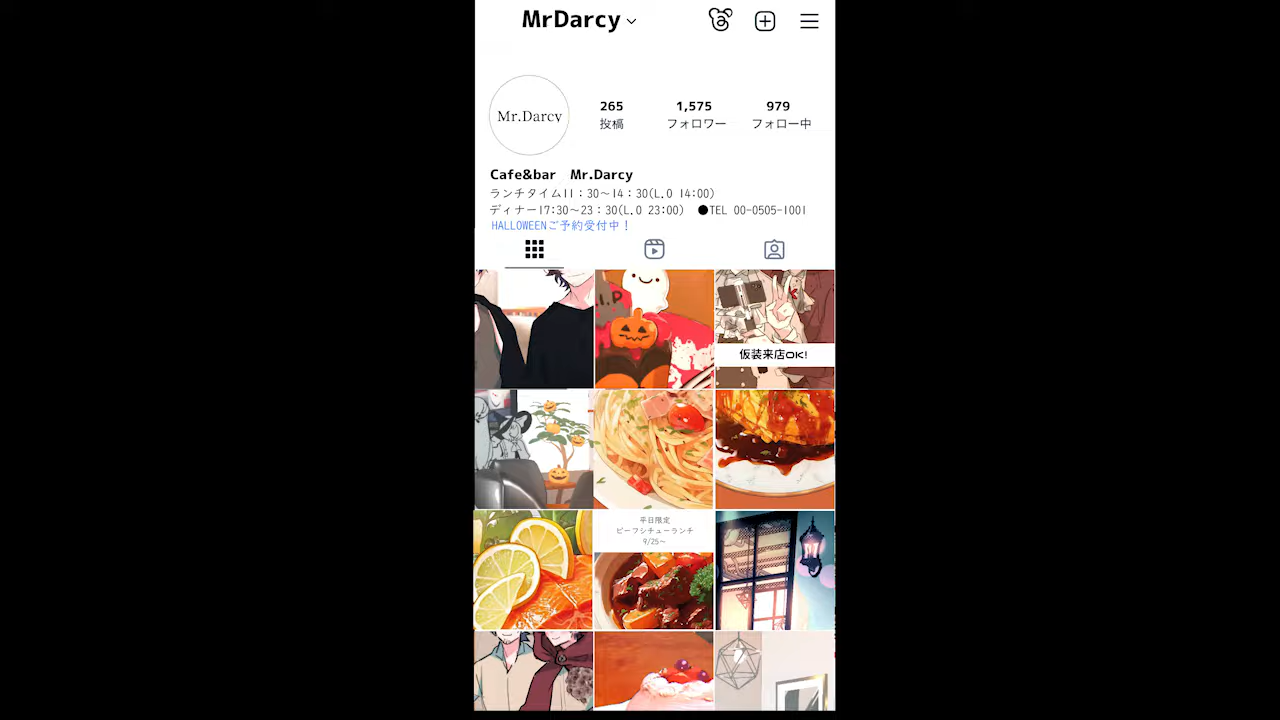 MrDarcy
Mr.Darcy
265 1,575 979
投稿 フォロワー フォロー中
Cafe&bar Mr.Darcy
ランチタイム11:30〜14:30(L.O 14:00)
ディナー17:30〜23:30(L.O 23:00) ●TEL 00-0505-1001
HALLOWEENご予約受付中!
R.I.P
仮装来店OK!
平日限定
ビーフシチューランチ
9/25〜